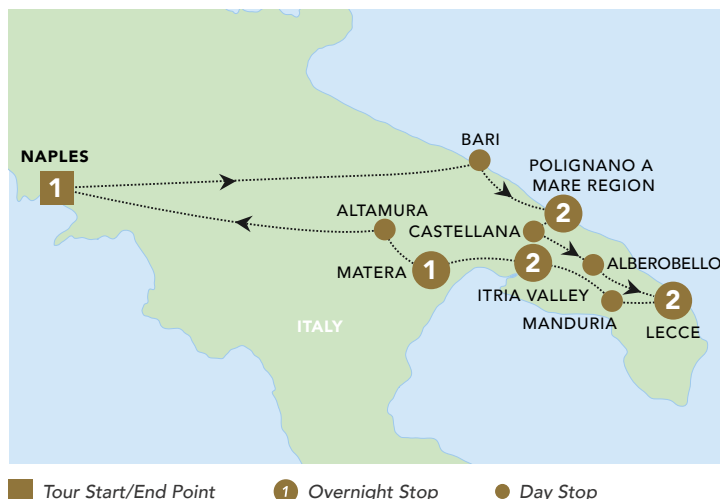 BARI
NAPLES
1
POLIGNANO A
MARE REGION
2
ALTAMURA
CASTELLANA
2
ALBEROBELLO
MATERA
1
ITRIA VALLEY
2
MANDURIA
LECCE
ITALY
Tour Start/End Point
1 Overnight Stop
Day Stop